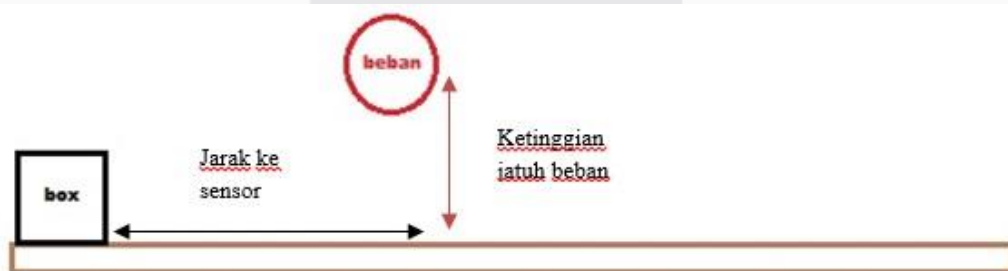 beban
Ketinggian
jatuh beban
Jarak ke
sensor
box